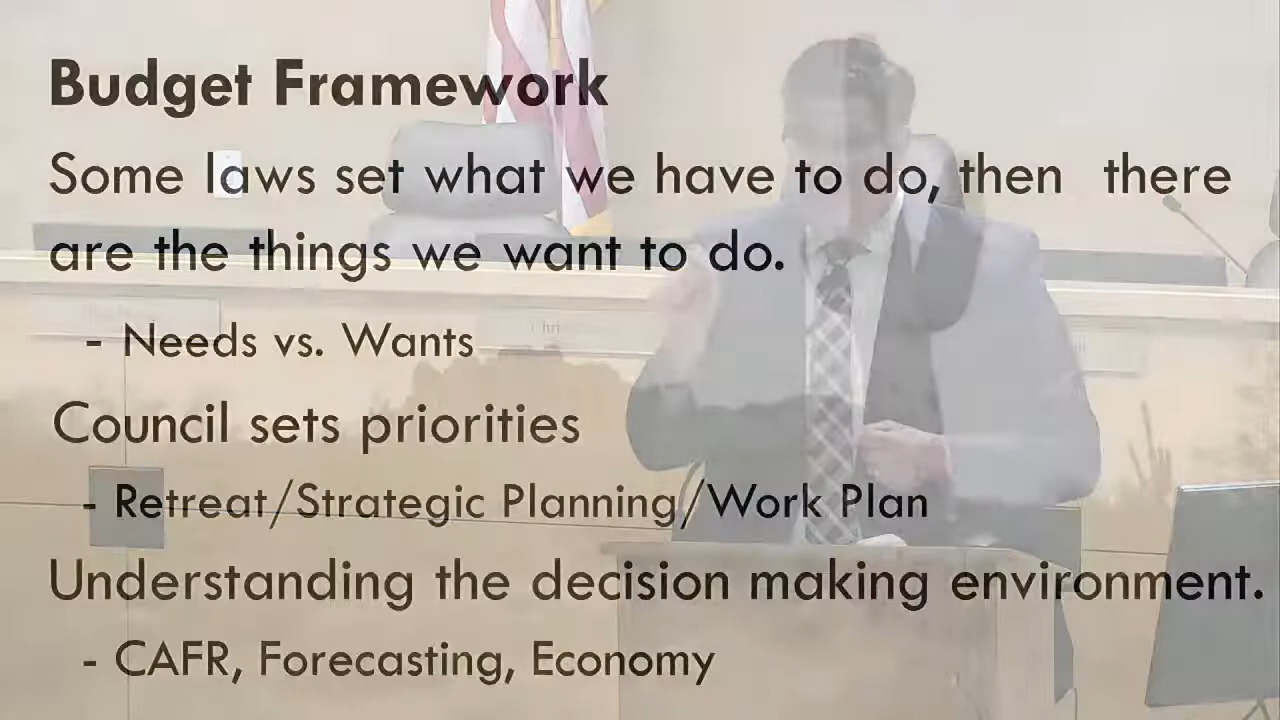 Budget Framework
Some laws set what we have to do, then there
are the things we want to do.
- Needs vs. Wants
Council sets priorities
- Retreat/Strategic Planning/Work Plan
Understanding the decision making environment.
- CAFR, Forecasting, Economy